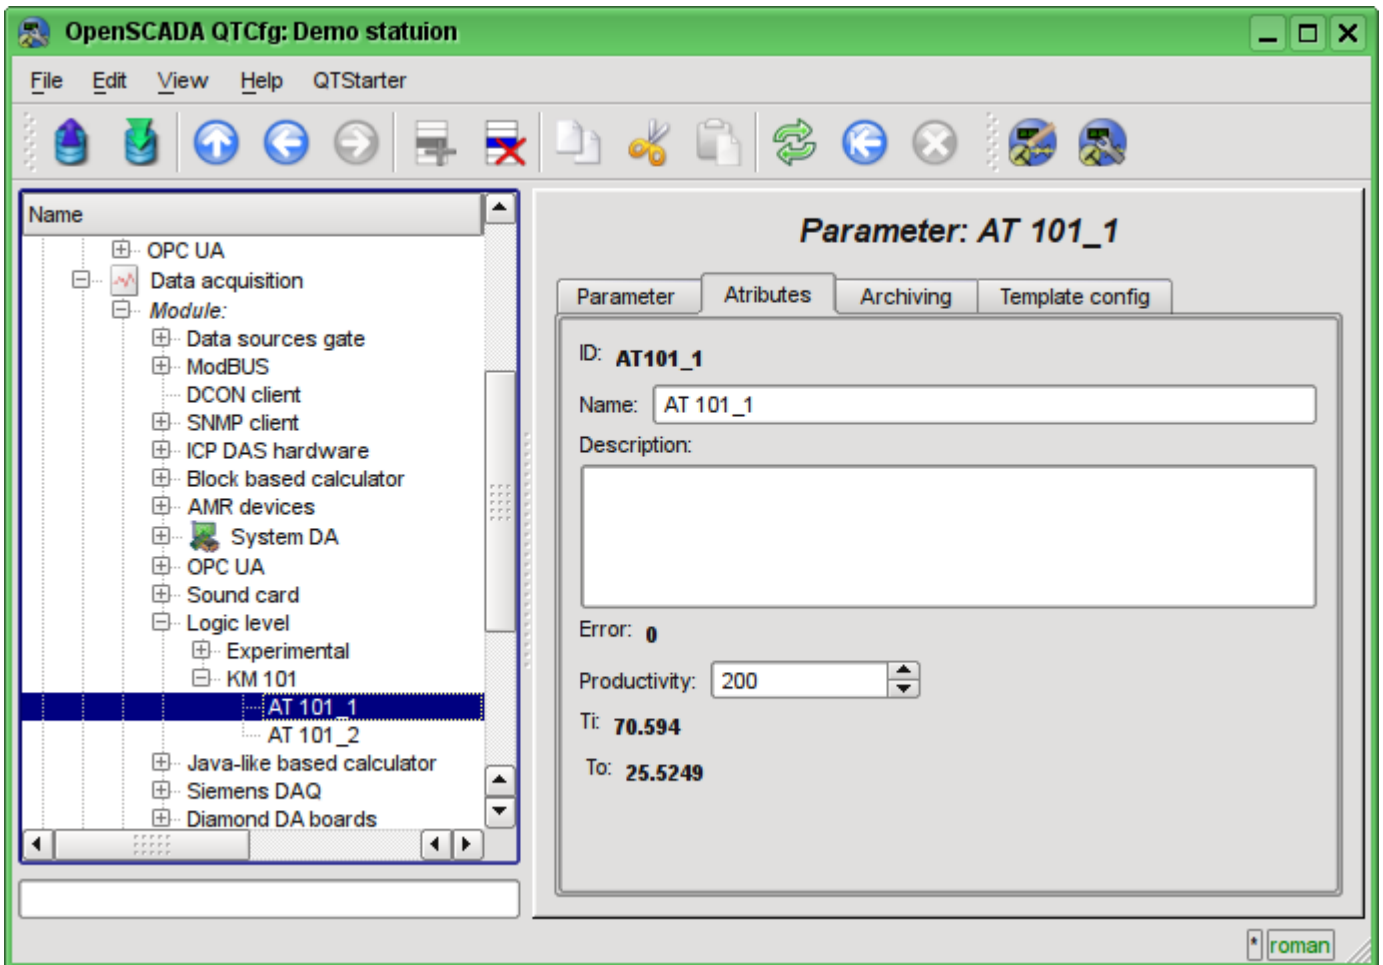 OpenSCADA QTCfg: Demo statuion
File Edit View Help QTStarter
Name
OPC UA
Data acquisition
Module:
Data sources gate
ModBUS
DCON client
SNMP client
ICP DAS hardware
Block based calculator
AMR devices
System DA
OPC UA
Sound card
Logic level
Experimental
KM 101
AT 101_1
AT 101_2
Java-like based calculator
Siemens DAQ
Diamond DA boards
Parameter: AT 101_1
Parameter Atributes Archiving Template config
ID: AT101_1
Name: AT 101_1
Description:
Error: 0
Productivity: 200
Ti: 70.594
To: 25.5249
* roman